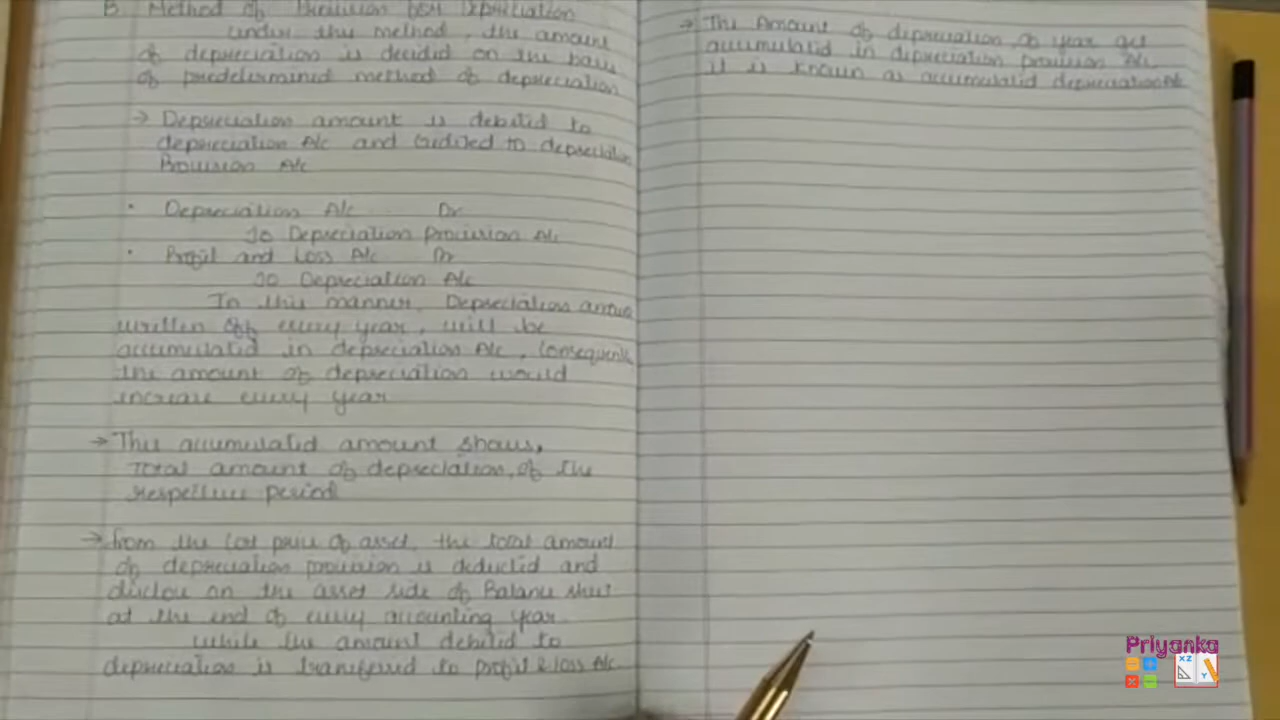 B Method of Provision for Depreciation
under this method, the amount
of depreciation is decided on the basis
of predetermined method of depreciation
→ Depreciation amount is debited to
depreciation A/c and credited to depreciation
Provision A/c
• Depreciation A/c Dr
To Depreciation Provision A/c
• Profit and Loss A/c Dr
To Depreciation A/c
In this manner, Depreciation amount
written off every year, will be
accumulated in depreciation A/c, Consequently
the amount of depreciation would
increase every year
→ This accumulated amount shows,
total amount of depreciation, of the
respective period
→ From the cost price of asset, the total amount
of depreciation provision is deducted and
disclose on the asset side of Balance sheet
at the end of every accounting year.
While the amount debited to
depreciation is transferred to profit & loss A/c.
→ The Amount of depreciation, of year get
accumulated in depreciation provision A/c.
it is known as accumulated depreciation A/c
Priyanka